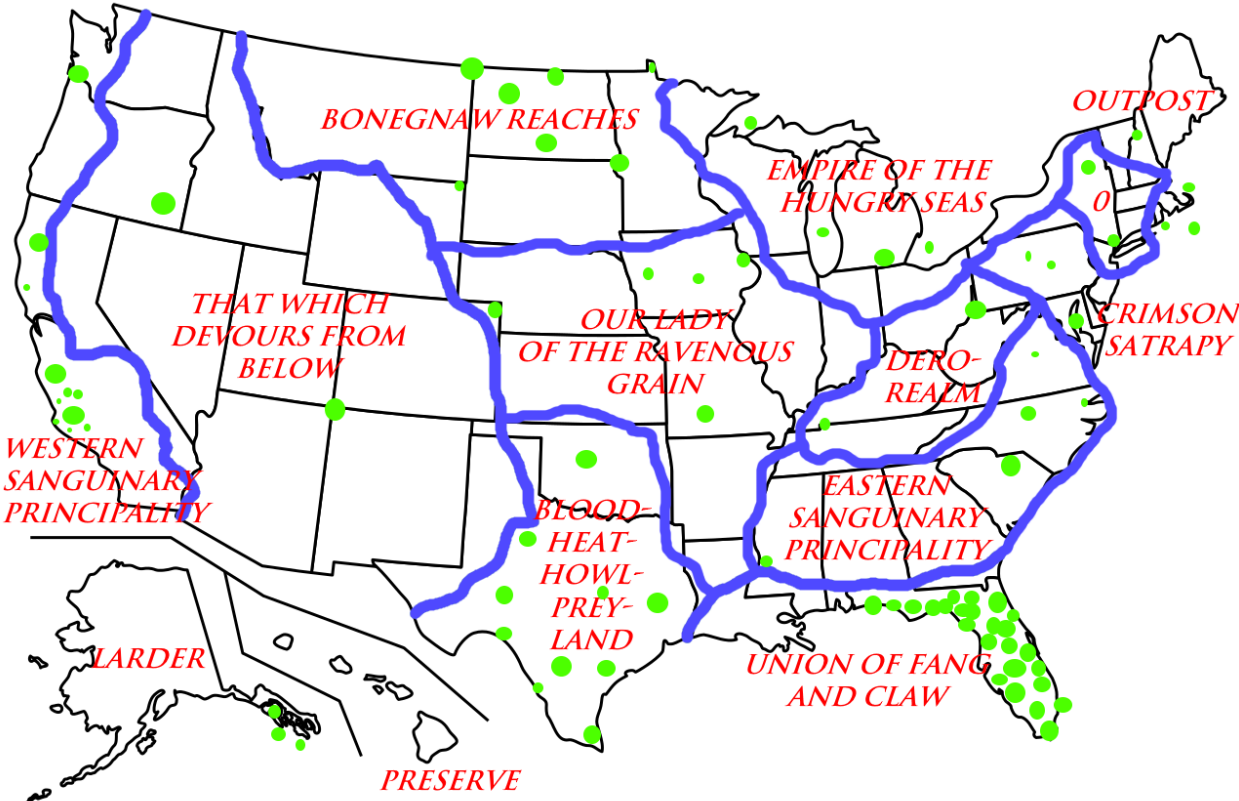 OUTPOST
BONEGNAW REACHES
EMPIRE OF THE
HUNGRY SEAS
O
THAT WHICH
DEVOURS FROM
BELOW
OUR LADY
OF THE RAVENOUS
GRAIN
CRIMSON
SATRAPY
DERO-
REALM
WESTERN
SANGUINARY
PRINCIPALITY
EASTERN
SANGUINARY
PRINCIPALITY
BLOOD-
HEAT-
HOWL-
PREY-
LAND
LARDER
UNION OF FANG
AND CLAW
PRESERVE